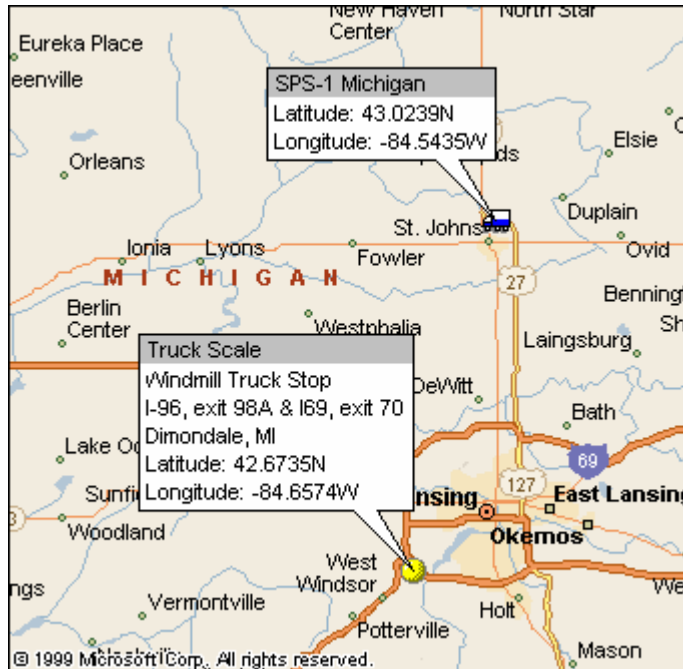 New Haven
Center
North Star
Eureka Place
eenville
SPS-1 Michigan
Latitude: 43.0239N
Longitude: -84.5435W
ds
Elsie
Orleans
Duplain
St. Johns
Ovid
Ionia
Lyons
Fowler
MICHIGAN
27
Benning
Berlin
Center
Westphalia
Sh
Laingsburg
Truck Scale
Windmill Truck Stop
I-96, exit 98A & I69, exit 70
Dimondale, MI
Latitude: 42.6735N
Longitude: -84.6574W
DeWitt
Bath
Lake Od
69
Sunfi
127
nsing
East Lansing
Woodland
Okemos
West
Windsor
ngs
We
Vermontville
Holt
Potterville
Mason
© 1999 Microsoft Corp. All rights reserved.